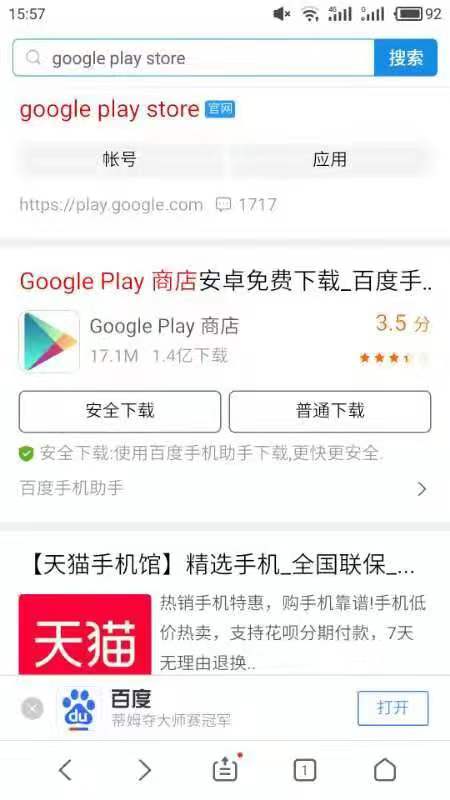 15:57
4G
92
google play store
搜索
google play store 官网
帐号
应用
https://play.google.com 1717
Google Play 商店安卓免费下载_百度手..
Google Play 商店
3.5 分
17.1M 1.4亿下载
安全下载
普通下载
安全下载:使用百度手机助手下载,更快更安全.
百度手机助手
【天猫手机馆】精选手机_全国联保_...
天猫
热销手机特惠，购手机靠谱!手机低
价热卖，支持花呗分期付款，7天
无理由退换..
du
百度
蒂姆夺大师赛冠军
打开
1